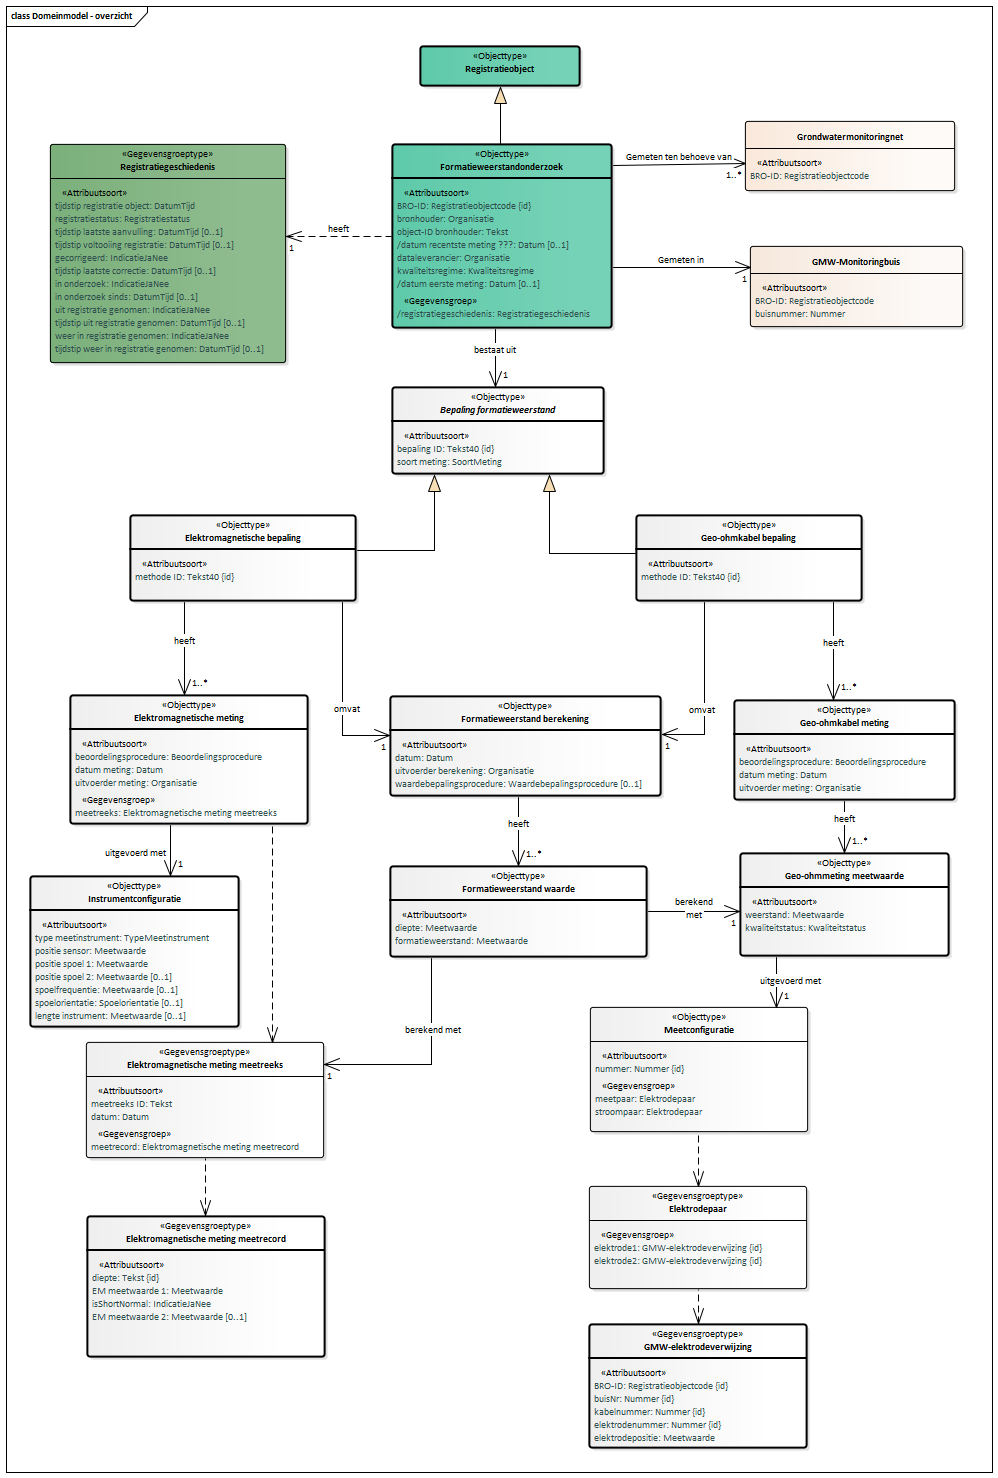 class Domeinmodel - overzicht
«Objecttype»
Registratieobject
«Gegevensgroeptype»
Registratiegeschiedenis
«Attribuutsoort»
tijdstip registratie object: DatumTijd
registratiestatus: Registratiestatus
tijdstip laatste aanvulling: DatumTijd [0..1]
tijdstip voltooiing registratie: DatumTijd [0..1]
gecorrigeerd: IndicatieJaNee
tijdstip laatste correctie: DatumTijd [0..1]
in onderzoek: IndicatieJaNee
in onderzoek sinds: DatumTijd [0..1]
uit registratie genomen: IndicatieJaNee
tijdstip uit registratie genomen: DatumTijd [0..1]
weer in registratie genomen: IndicatieJaNee
tijdstip weer in registratie genomen: DatumTijd [0..1]
heeft
1
«Objecttype»
Formatieweerstandonderzoek
«Attribuutsoort»
BRO-ID: Registratieobjectcode {id}
bronhouder: Organisatie
object-ID bronhouder: Tekst
/datum recentste meting ???: Datum [0..1]
dataleverancier: Organisatie
kwaliteitsregime: Kwaliteitsregime
/datum eerste meting: Datum [0..1]
«Gegevensgroep»
/registratiegeschiedenis: Registratiegeschiedenis
Gemeten ten behoeve van
1..*
Grondwatermonitoringnet
«Attribuutsoort»
BRO-ID: Registratieobjectcode
Gemeten in
1
GMW-Monitoringbuis
«Attribuutsoort»
BRO-ID: Registratieobjectcode
buisnummer: Nummer
bestaat uit
1
«Objecttype»
Bepaling formatieweerstand
«Attribuutsoort»
bepaling ID: Tekst40 {id}
soort meting: SoortMeting
«Objecttype»
Elektromagnetische bepaling
«Attribuutsoort»
methode ID: Tekst40 {id}
«Objecttype»
Geo-ohmkabel bepaling
«Attribuutsoort»
methode ID: Tekst40 {id}
heeft
1..*
omvat
1
omvat
1
heeft
1..*
«Objecttype»
Elektromagnetische meting
«Attribuutsoort»
beoordelingsprocedure: Beoordelingsprocedure
datum meting: Datum
uitvoerder meting: Organisatie
«Gegevensgroep»
meetreeks: Elektromagnetische meting meetreeks
«Objecttype»
Formatieweerstand berekening
«Attribuutsoort»
datum: Datum
uitvoerder berekening: Organisatie
waardebepalingsprocedure: Waardebepalingsprocedure [0..1]
«Objecttype»
Geo-ohmkabel meting
«Attribuutsoort»
beoordelingsprocedure: Beoordelingsprocedure
datum meting: Datum
uitvoerder meting: Organisatie
uitgevoerd met
1
heeft
1..*
heeft
1..*
«Objecttype»
Instrumentconfiguratie
«Attribuutsoort»
type meetinstrument: TypeMeetinstrument
positie sensor: Meetwaarde
positie spoel 1: Meetwaarde
positie spoel 2: Meetwaarde [0..1]
spoelfrequentie: Meetwaarde [0..1]
spoelorientatie: Spoelorientatie [0..1]
lengte instrument: Meetwaarde [0..1]
«Objecttype»
Formatieweerstand waarde
«Attribuutsoort»
diepte: Meetwaarde
formatieweerstand: Meetwaarde
berekend
met
1
«Objecttype»
Geo-ohmmeting meetwaarde
«Attribuutsoort»
weerstand: Meetwaarde
kwaliteitstatus: Kwaliteitstatus
berekend met
1
uitgevoerd met
1
«Gegevensgroeptype»
Elektromagnetische meting meetreeks
«Attribuutsoort»
meetreeks ID: Tekst
datum: Datum
«Gegevensgroep»
meetrecord: Elektromagnetische meting meetrecord
«Objecttype»
Meetconfiguratie
«Attribuutsoort»
nummer: Nummer {id}
«Gegevensgroep»
meetpaar: Elektrodepaar
stroompaar: Elektrodepaar
«Gegevensgroeptype»
Elektromagnetische meting meetrecord
«Attribuutsoort»
diepte: Tekst {id}
EM meetwaarde 1: Meetwaarde
isShortNormal: IndicatieJaNee
EM meetwaarde 2: Meetwaarde [0..1]
«Gegevensgroeptype»
Elektrodepaar
«Gegevensgroep»
elektrode1: GMW-elektrodeverwijzing {id}
elektrode2: GMW-elektrodeverwijzing {id}
«Gegevensgroeptype»
GMW-elektrodeverwijzing
«Attribuutsoort»
BRO-ID: Registratieobjectcode {id}
buisNr: Nummer {id}
kabelnummer: Nummer {id}
elektrodenummer: Nummer {id}
elektrodepositie: Meetwaarde